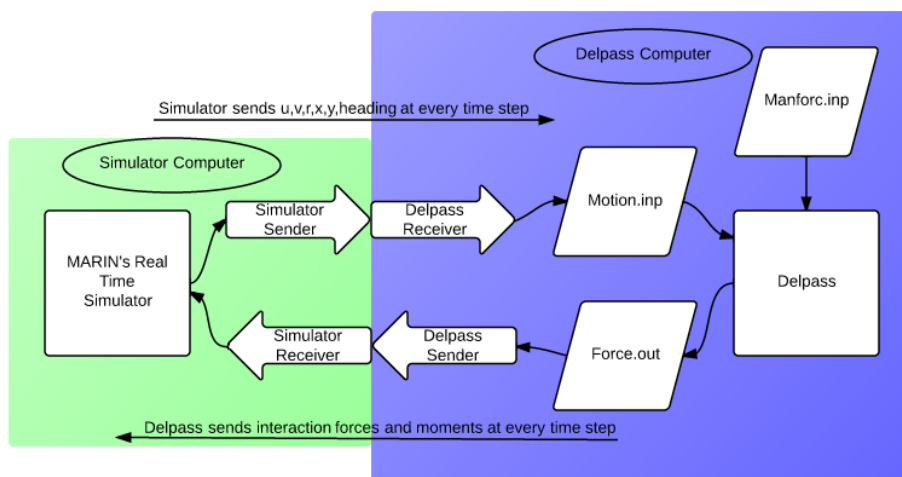 Delpass Computer
Manforc.inp
Simulator sends u,v,r,x,y,heading at every time step
Simulator Computer
Simulator
Sender
Delpass
Receiver
Motion.inp
MARIN's Real
Time
Simulator
Delpass
Simulator
Receiver
Delpass
Sender
Force.out
Delpass sends interaction forces and moments at every time step